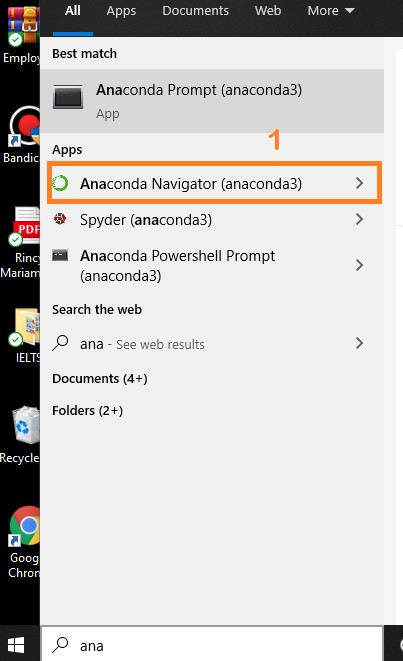 All Apps Documents Web More
Best match
Anaconda Prompt (anaconda3)
App
1
Apps
Anaconda Navigator (anaconda3)
Spyder (anaconda3)
Anaconda Powershell Prompt
(anaconda3)
Search the web
ana - See web results
Documents (4+)
Folders (2+)
Employ
Bandic
PDF
Rincy
Mariam
IELTS
Recycle
Goog
Chron
ana